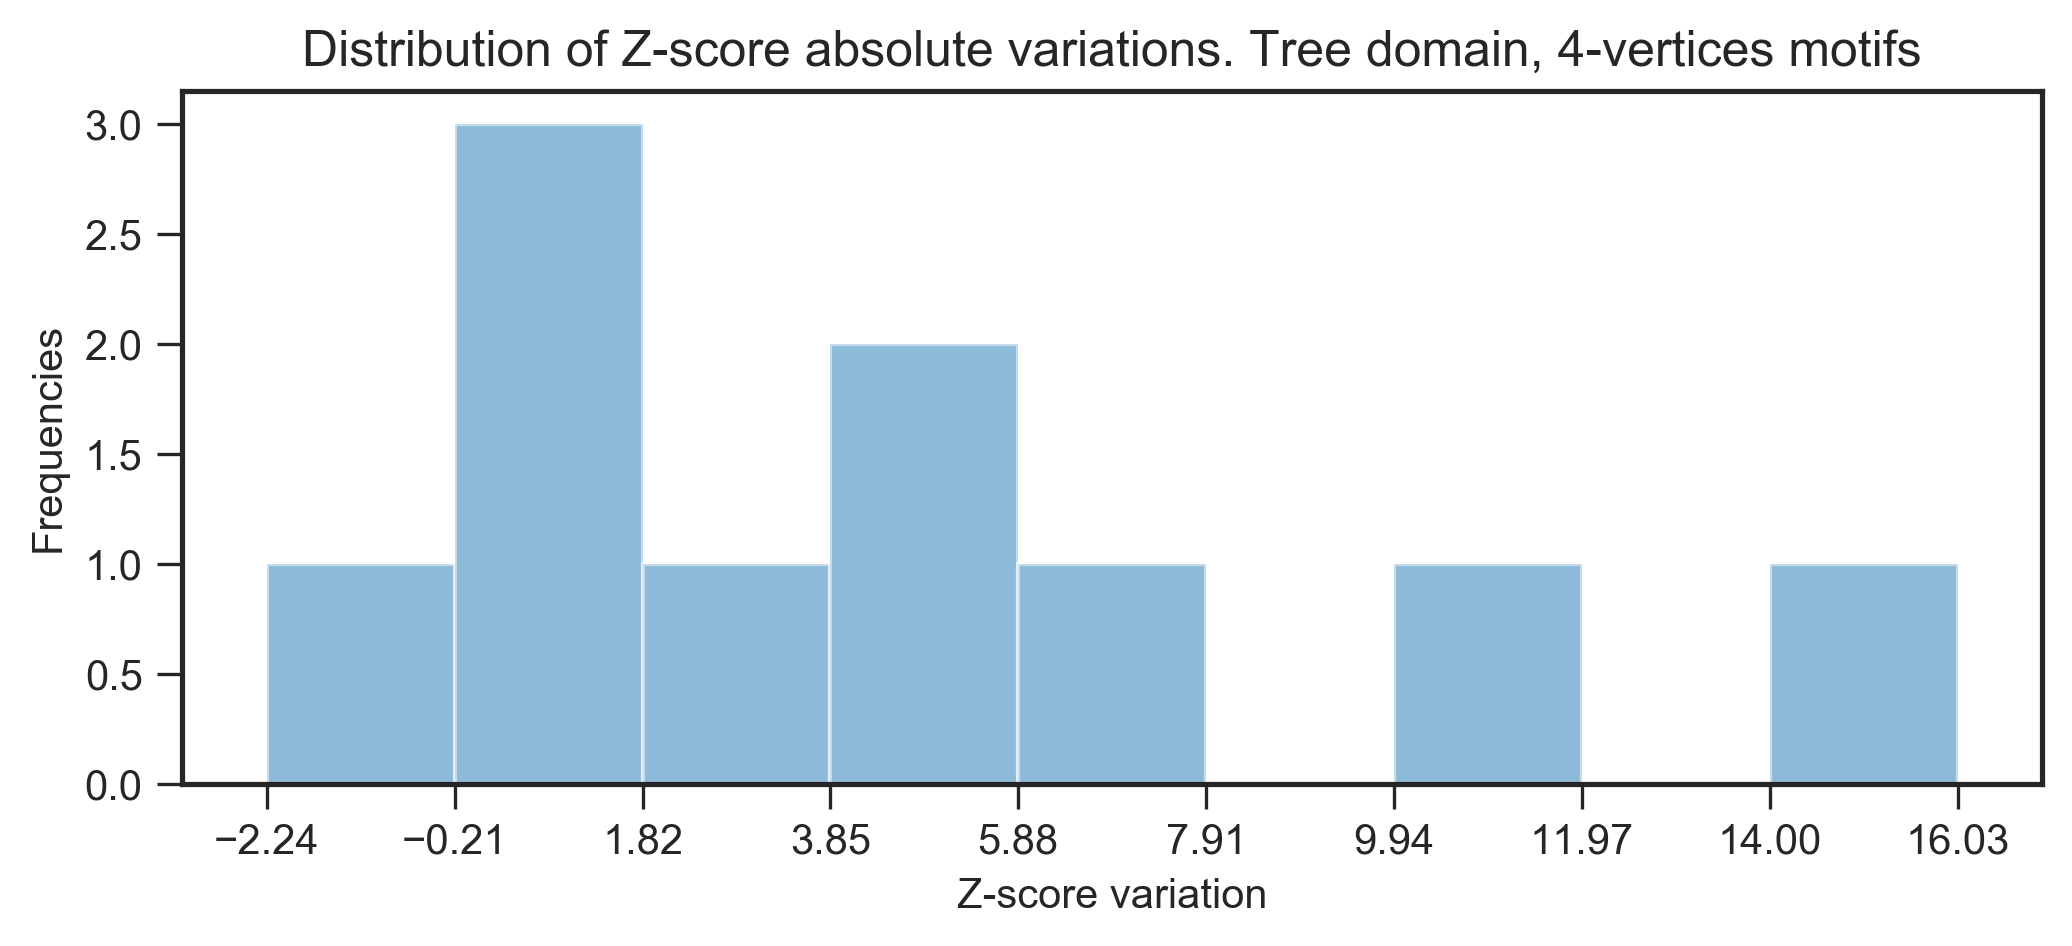 Distribution of Z-score absolute variations. Tree domain, 4-vertices motifs
3.0
2.5
2.0
1.5
1.0
0.5
0.0
Frequencies
−2.24 −0.21 1.82 3.85 5.88 7.91 9.94 11.97 14.00 16.03
Z-score variation